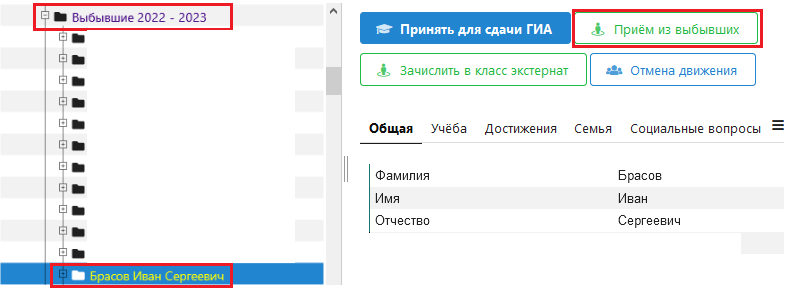 Выбывшие 2022 - 2023
Брасов Иван Сергеевич
Принять для сдачи ГИА
Приём из выбывших
Зачислить в класс экстернат
Отмена движения
Общая Учёба Достижения Семья Социальные вопросы
Фамилия Брасов
Имя Иван
Отчество Сергеевич